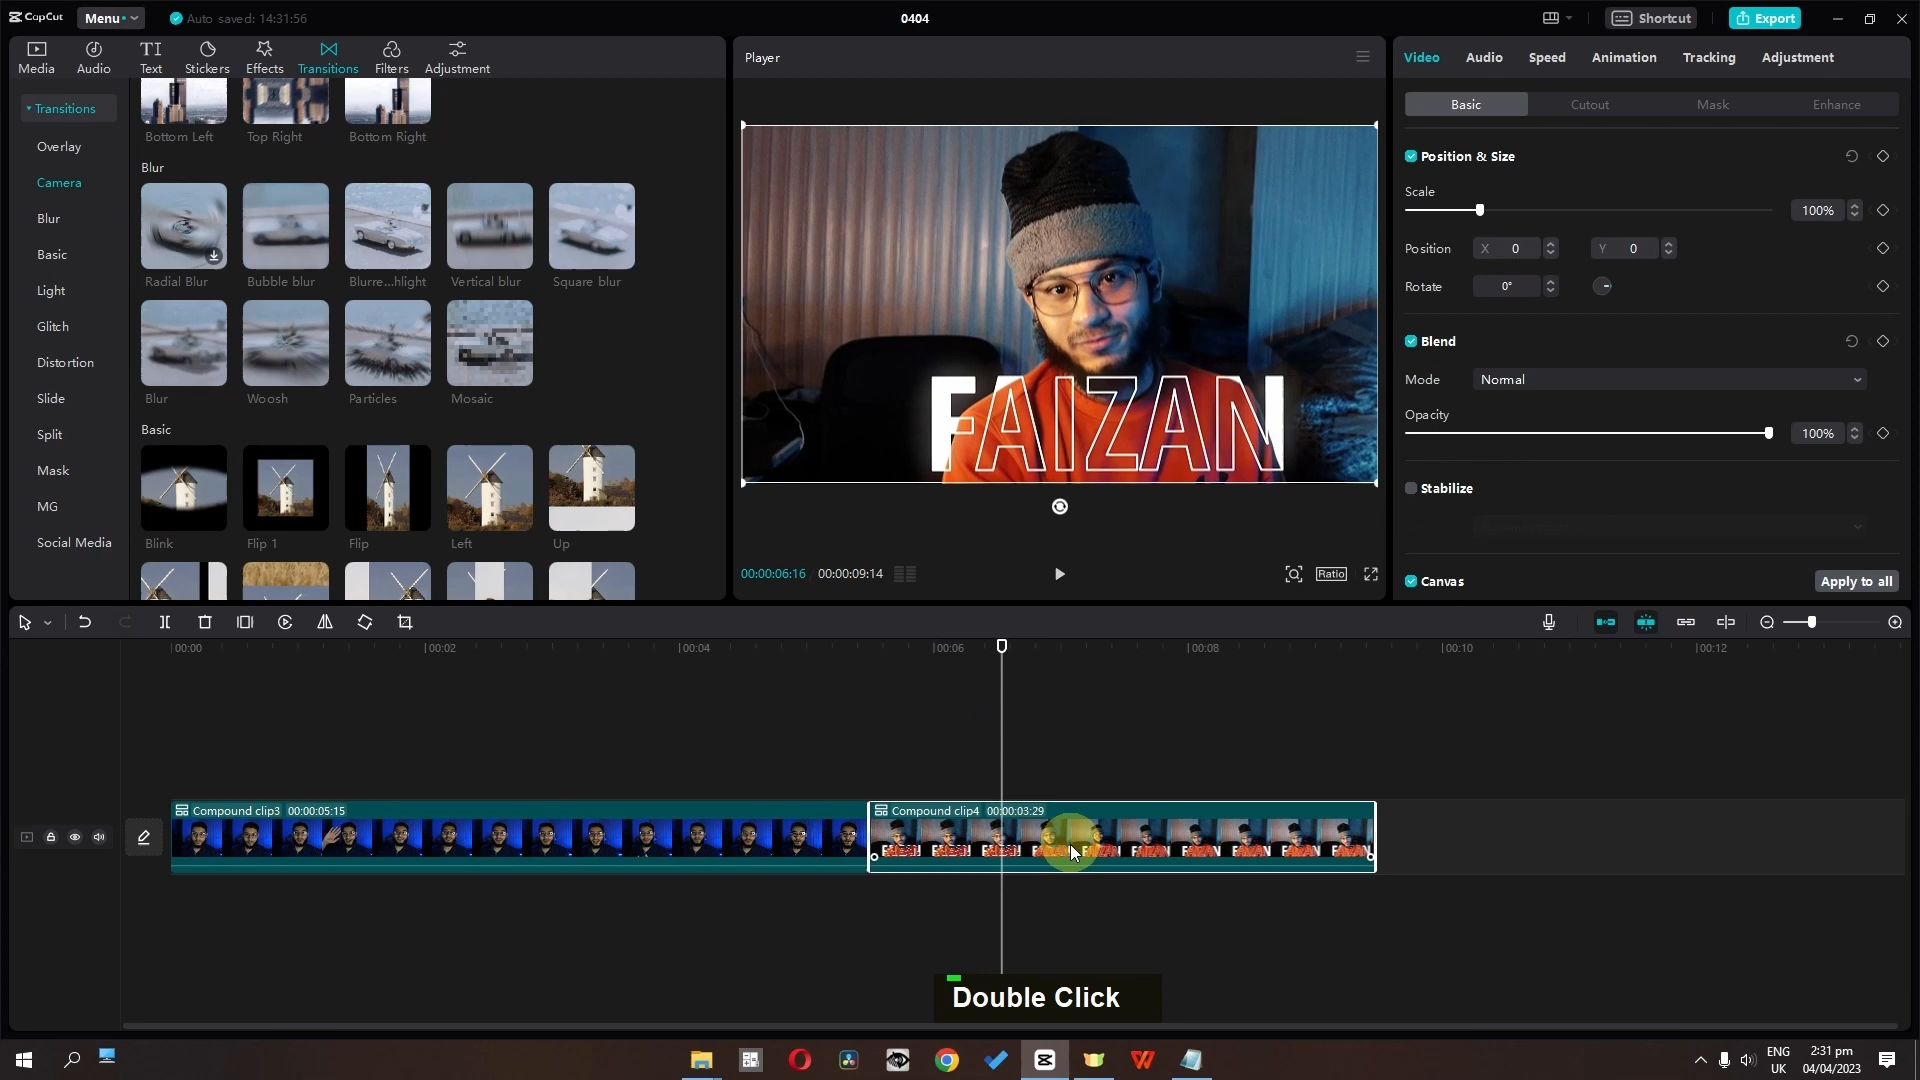 CapCut
Menu
Auto saved: 14:31:56
0404
Shortcut
Export
Media
Audio
Text
Stickers
Effects
Transitions
Filters
Adjustment
Transitions
Overlay
Camera
Blur
Basic
Light
Glitch
Distortion
Slide
Split
Mask
MG
Social Media
Bottom Left
Top Right
Bottom Right
Blur
Radial Blur
Bubble blur
Blurre...hlight
Vertical blur
Square blur
Blur
Woosh
Particles
Mosaic
Basic
Blink
Flip 1
Flip
Left
Up
Player
FAIZAN
00:00:06:16
00:00:09:14
Ratio
Video
Audio
Speed
Animation
Tracking
Adjustment
Basic
Cutout
Mask
Enhance
Position & Size
Scale
100%
Position
X 0
Y 0
Rotate
0°
Blend
Mode
Normal
Opacity
100%
Stabilize
Canvas
Apply to all
00:00
00:02
00:04
00:06
00:08
00:10
00:12
Compound clip3 00:00:05:15
Compound clip4 00:00:03:29
Double Click
ENG
UK
2:31 pm
04/04/2023